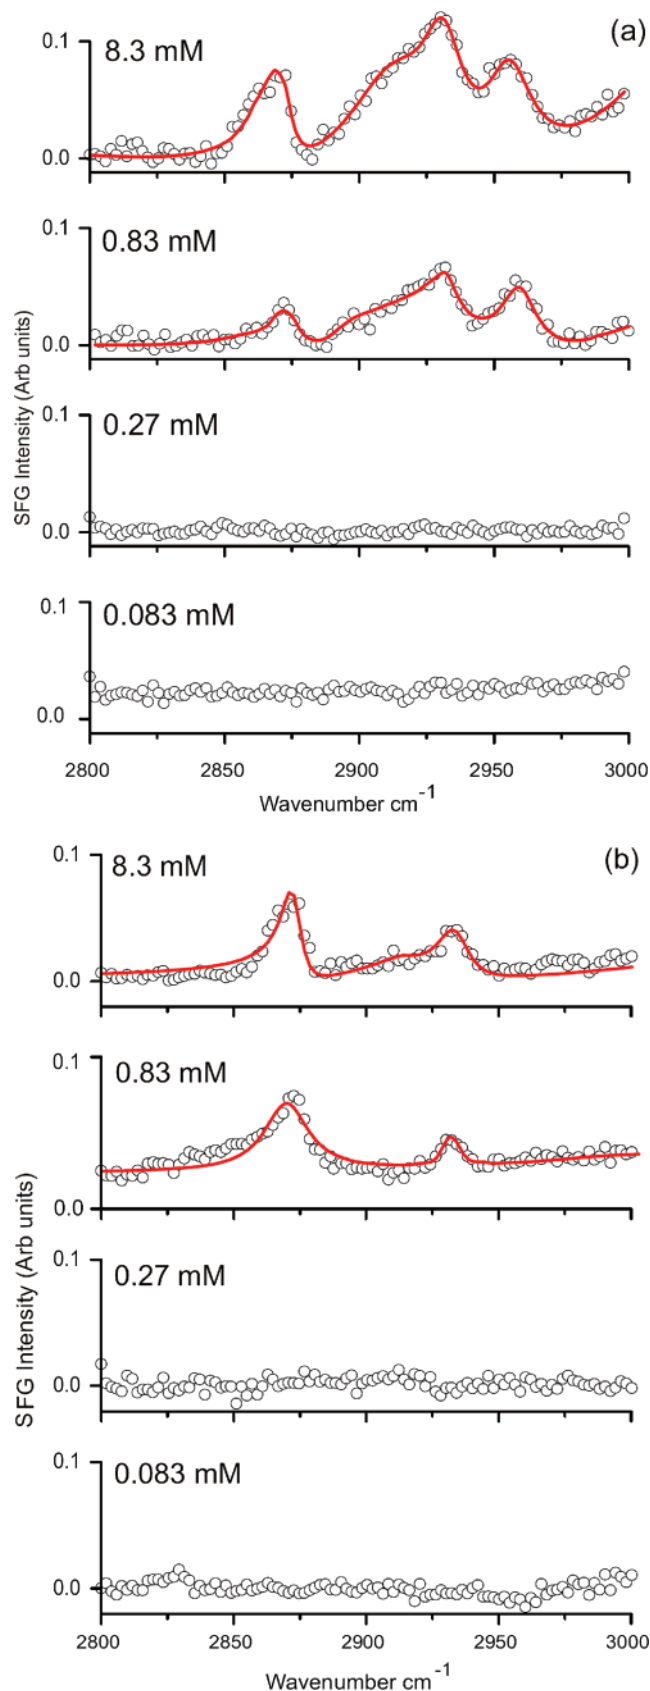 (a)
0.1
8.3 mM
0.0
0.1
0.83 mM
0.0
0.1
0.27 mM
0.0
0.1
0.083 mM
0.0
SFG Intensity (Arb units)
2800 2850 2900 2950 3000
Wavenumber cm-1
(b)
0.1
8.3 mM
0.0
0.1
0.83 mM
0.0
0.1
0.27 mM
0.0
0.1
0.083 mM
0.0
SFG Intensity (Arb units)
2800 2850 2900 2950 3000
Wavenumber cm-1